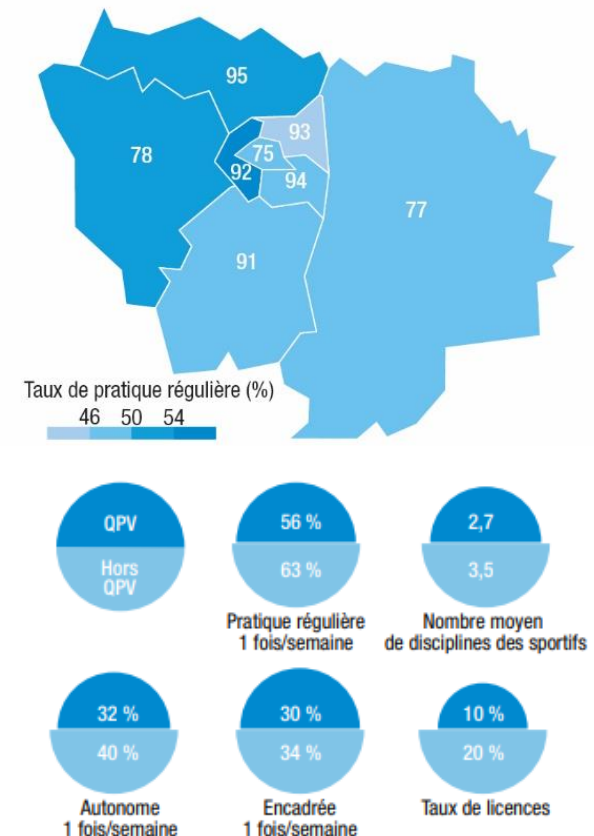 95
78
93
75
92
94
77
91
Taux de pratique régulière (%)
46 50 54
QPV
Hors
QPV
56 %
63 %
Pratique régulière
1 fois/semaine
2,7
3,5
Nombre moyen
de disciplines des sportifs
32 %
40 %
Autonome
1 fois/semaine
30 %
34 %
Encadrée
1 fois/semaine
10 %
20 %
Taux de licences